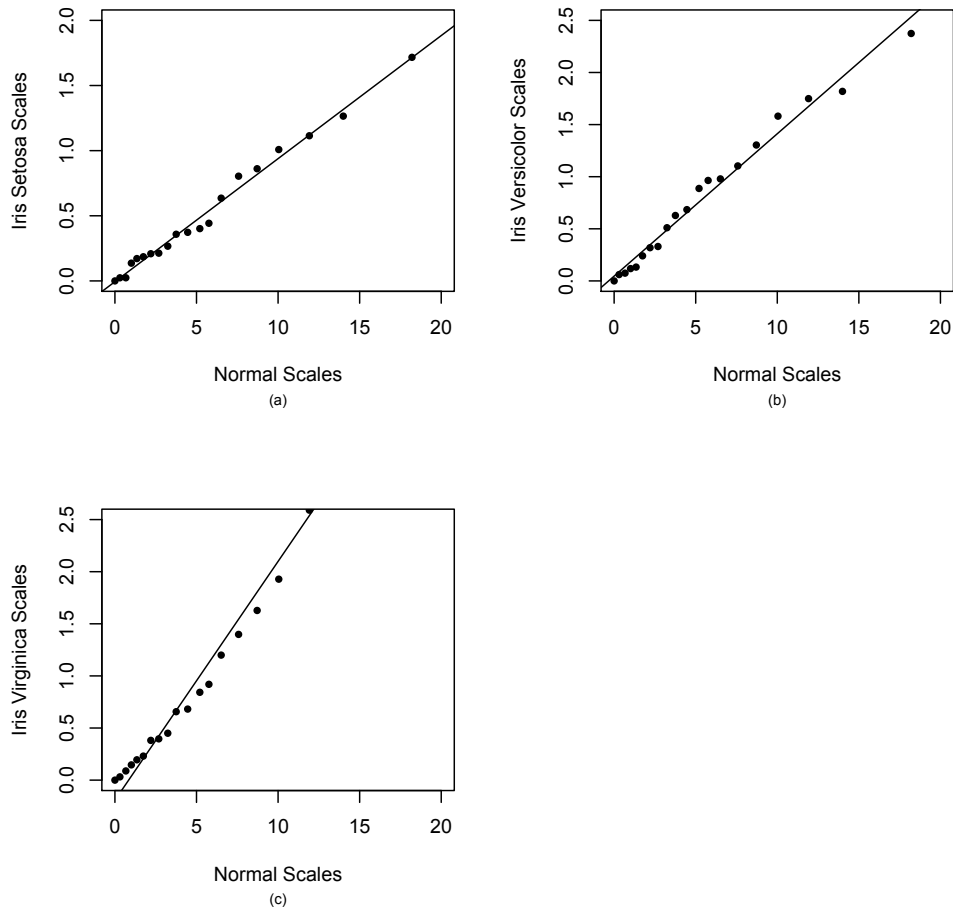 Iris Setosa Scales
0.0 0.5 1.0 1.5 2.0
0 5 10 15 20
Normal Scales
(a)
Iris Versicolor Scales
0.0 0.5 1.0 1.5 2.0 2.5
0 5 10 15 20
Normal Scales
(b)
Iris Virginica Scales
0.0 0.5 1.0 1.5 2.0 2.5
0 5 10 15 20
Normal Scales
(c)